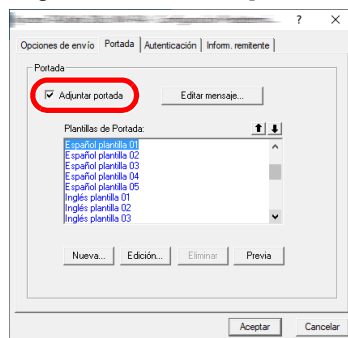 ? X
Opciones de envío Portada Autenticación Inform. remitente
Portada
Adjuntar portada Editar mensaje...
Plantillas de Portada:
Español plantilla 01
Español plantilla 02
Español plantilla 03
Español plantilla 04
Español plantilla 05
Inglés plantilla 01
Inglés plantilla 02
Inglés plantilla 03
Nueva... Edición... Eliminar Previa
Aceptar Cancelar